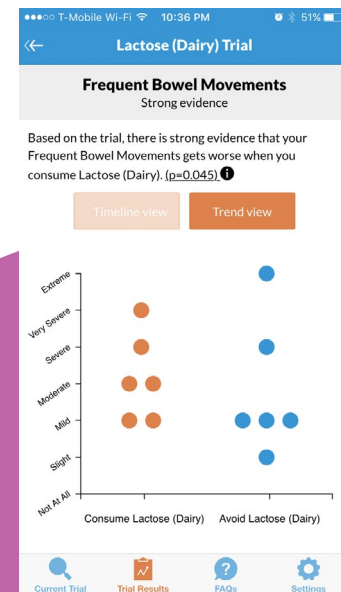 T-Mobile Wi-Fi 10:36 PM 51%
Lactose (Dairy) Trial
Frequent Bowel Movements
Strong evidence
Based on the trial, there is strong evidence that your
Frequent Bowel Movements gets worse when you
consume Lactose (Dairy). (p=0.045) i
Timeline view Trend view
Extreme
Very Severe
Severe
Moderate
Mild
Slight
Not At All
Consume Lactose (Dairy) Avoid Lactose (Dairy)
Current Trial Trial Results FAQs Settings